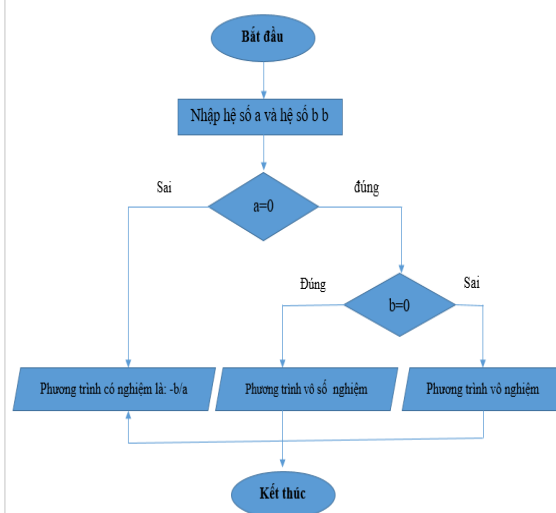 Bắt đầu
Nhập hệ số a và hệ số b b
Sai
đúng
a=0
Đúng
Sai
b=0
Phương trình có nghiệm là: -b/a
Phương trình vô số nghiệm
Phương trình vô nghiệm
Kết thúc